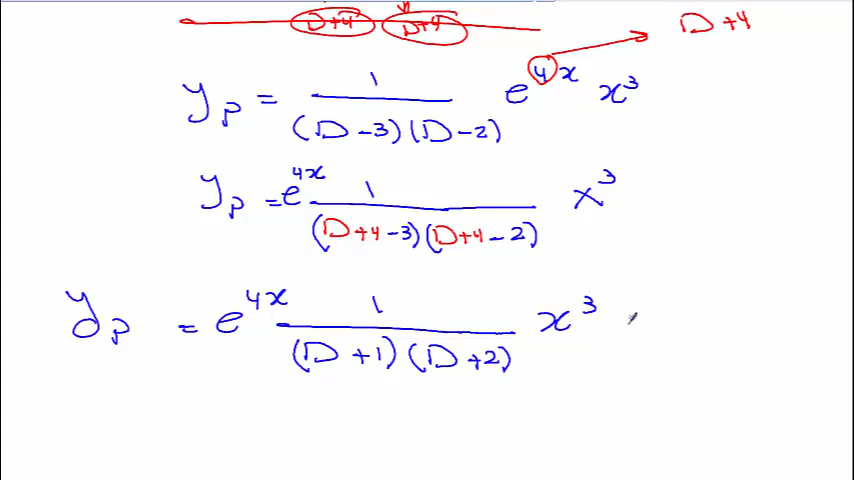 D+4 D+4 D+4
y_p = 1/((D-3)(D-2)) e^{4x} x^3
y_p = e^{4x} 1/((D+4-3)(D+4-2)) x^3
y_p = e^{4x} 1/((D+1)(D+2)) x^3